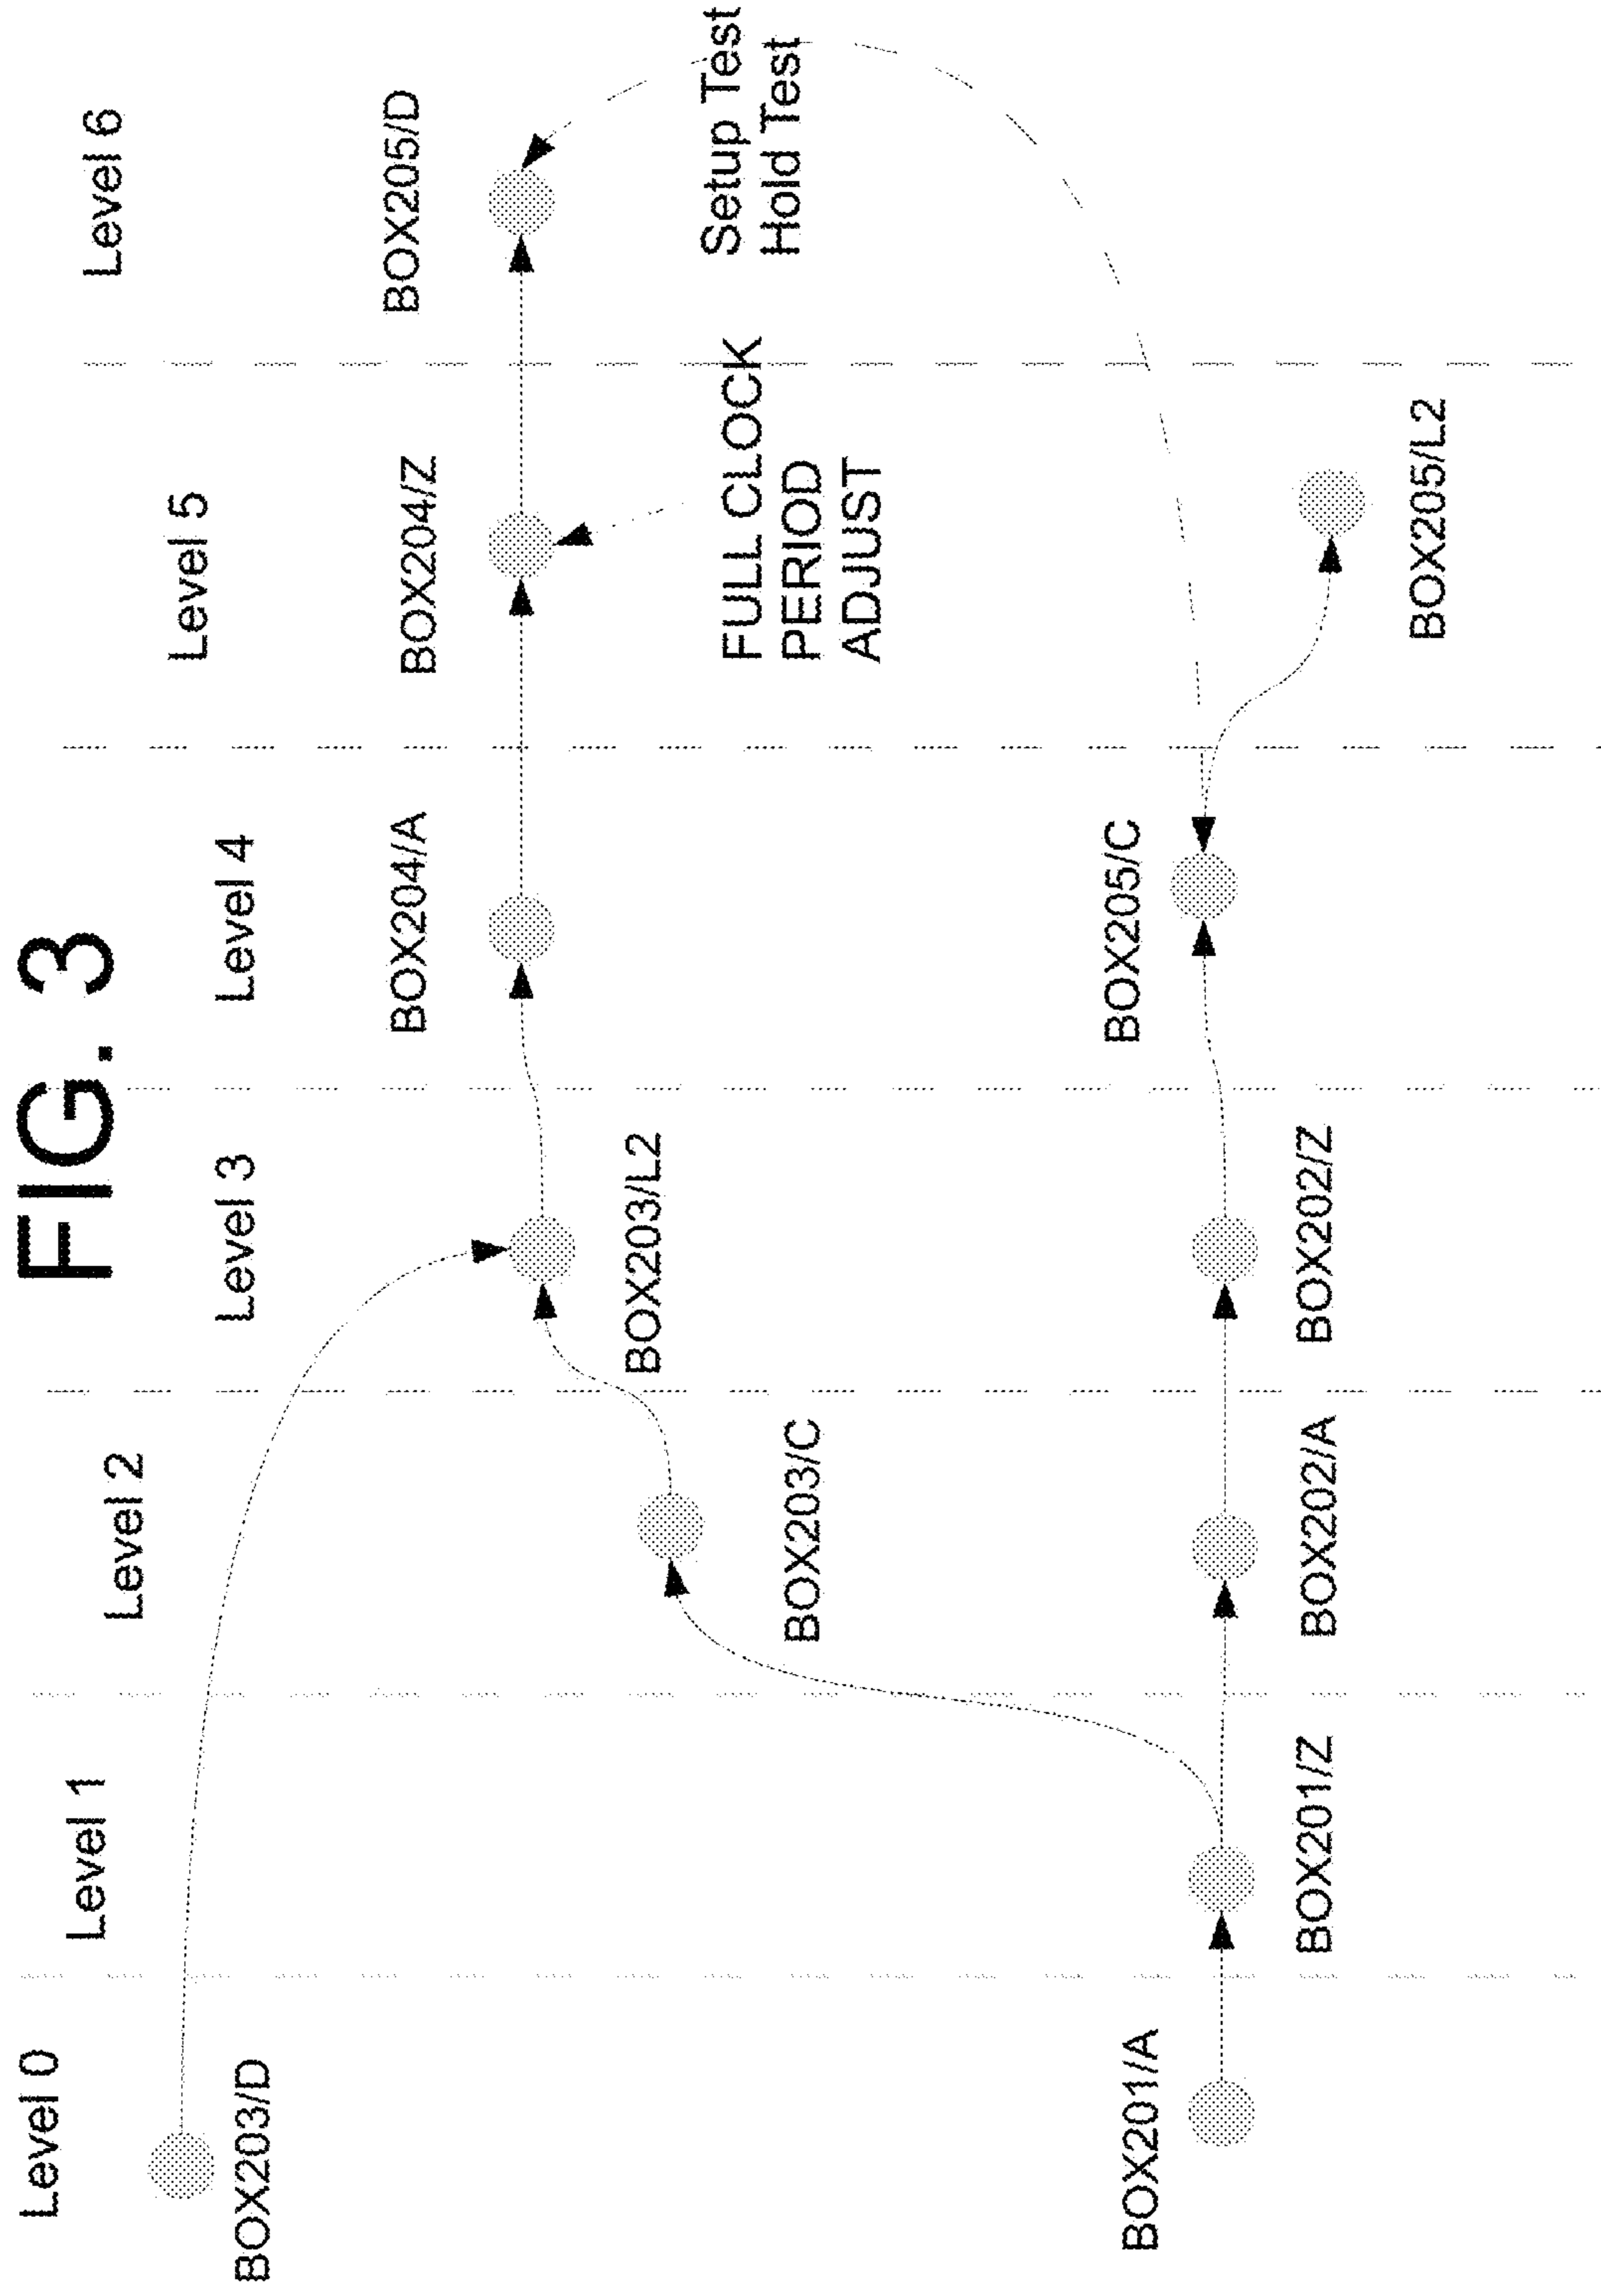 FIG. 3
Level 0
Level 1
Level 2
Level 3
Level 4
Level 5
Level 6
BOX203/D
BOX203/L2
BOX204/A
BOX204/Z
BOX205/D
BOX203/C
FULL CLOCK
PERIOD
ADJUST
Setup Test
Hold Test
BOX201/A
BOX201/Z
BOX202/A
BOX202/Z
BOX205/C
BOX205/L2